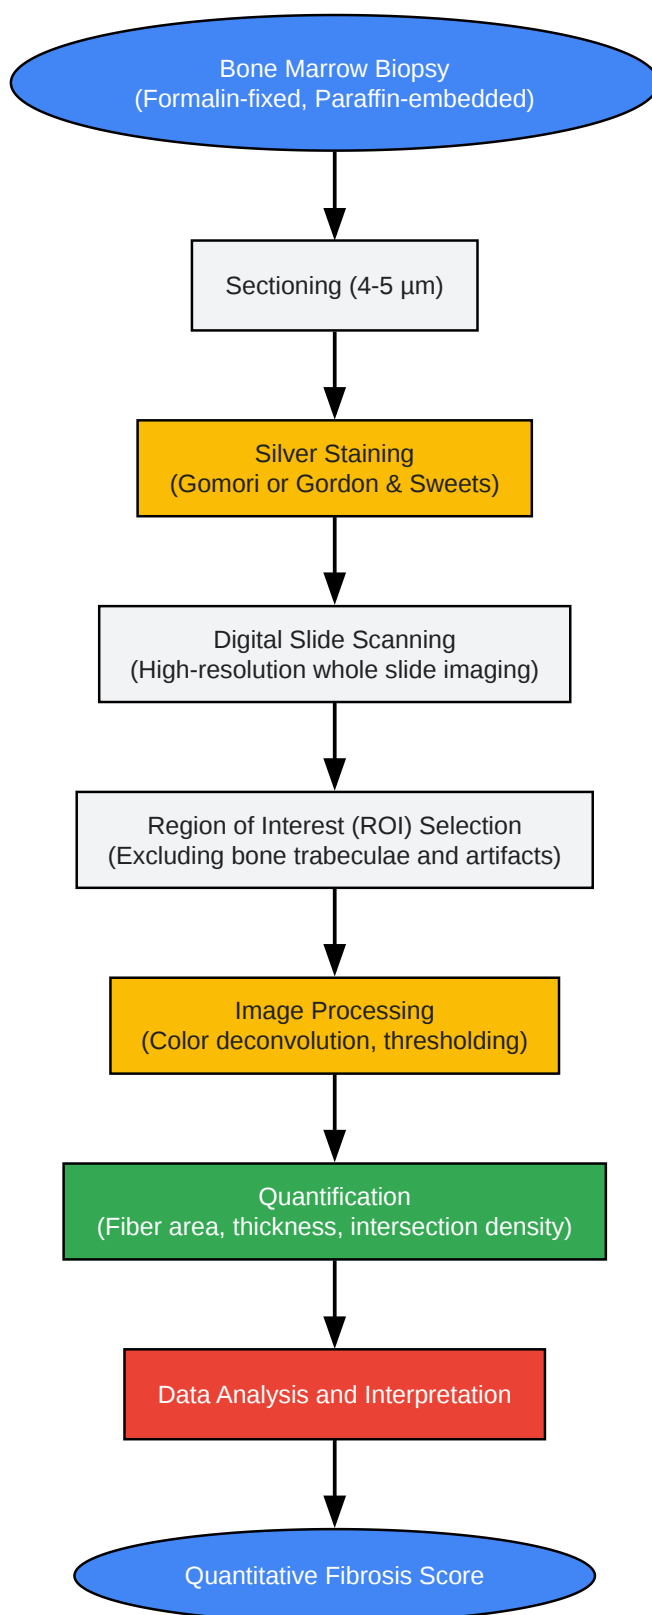 Bone Marrow Biopsy
(Formalin-fixed, Paraffin-embedded)
Sectioning (4-5 µm)
Silver Staining
(Gomori or Gordon & Sweets)
Digital Slide Scanning
(High-resolution whole slide imaging)
Region of Interest (ROI) Selection
(Excluding bone trabeculae and artifacts)
Image Processing
(Color deconvolution, thresholding)
Quantification
(Fiber area, thickness, intersection density)
Data Analysis and Interpretation
Quantitative Fibrosis Score